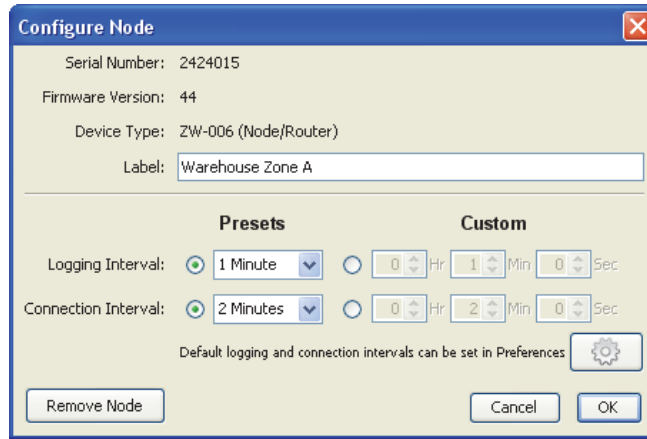 Configure Node
Serial Number: 2424015
Firmware Version: 44
Device Type: ZW-006 (Node/Router)
Label: Warehouse Zone A
Presets Custom
Logging Interval: 1 Minute 0 Hr 1 Min 0 Sec
Connection Interval: 2 Minutes 0 Hr 2 Min 0 Sec
Default logging and connection intervals can be set in Preferences
Remove Node Cancel OK